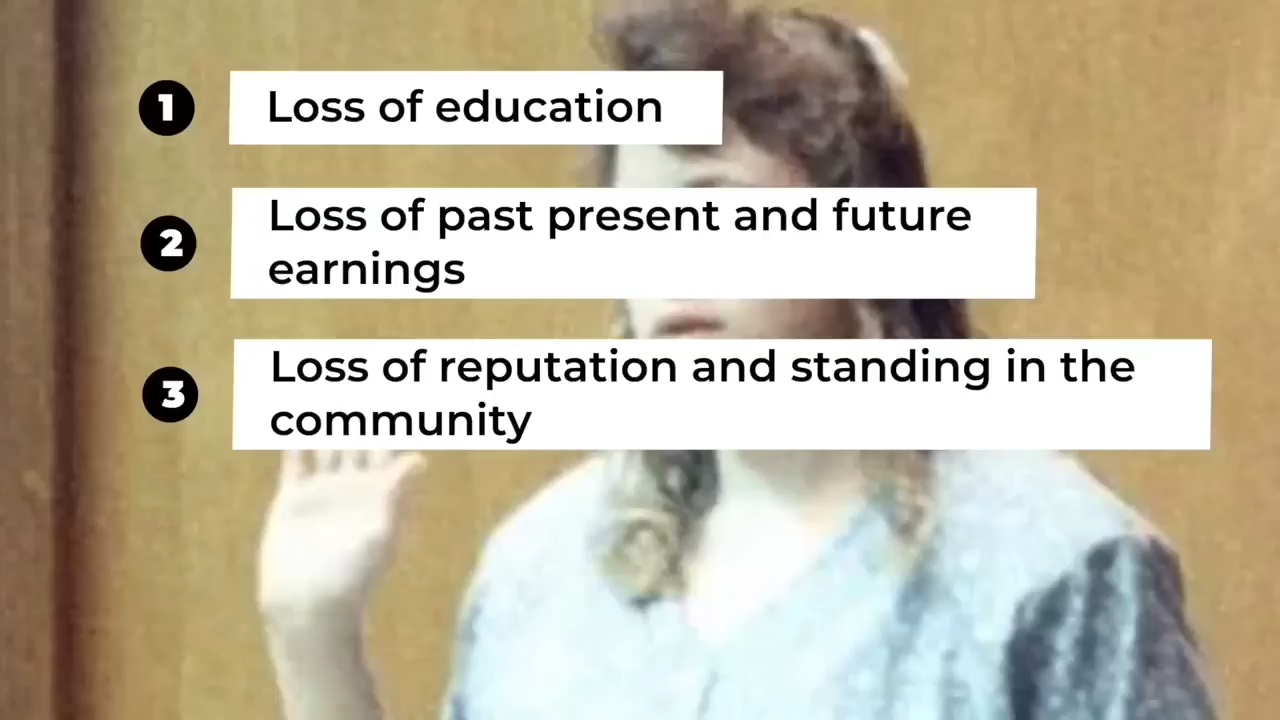 1 Loss of education
2 Loss of past present and future
earnings
3 Loss of reputation and standing in the
community